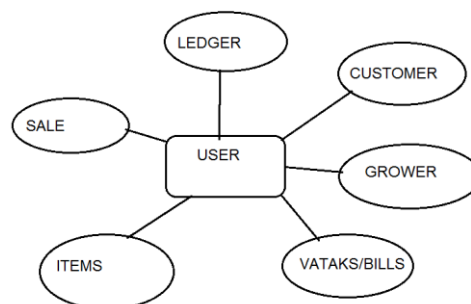 LEDGER
CUSTOMER
SALE
USER
GROWER
ITEMS
VATAKS/BILLS